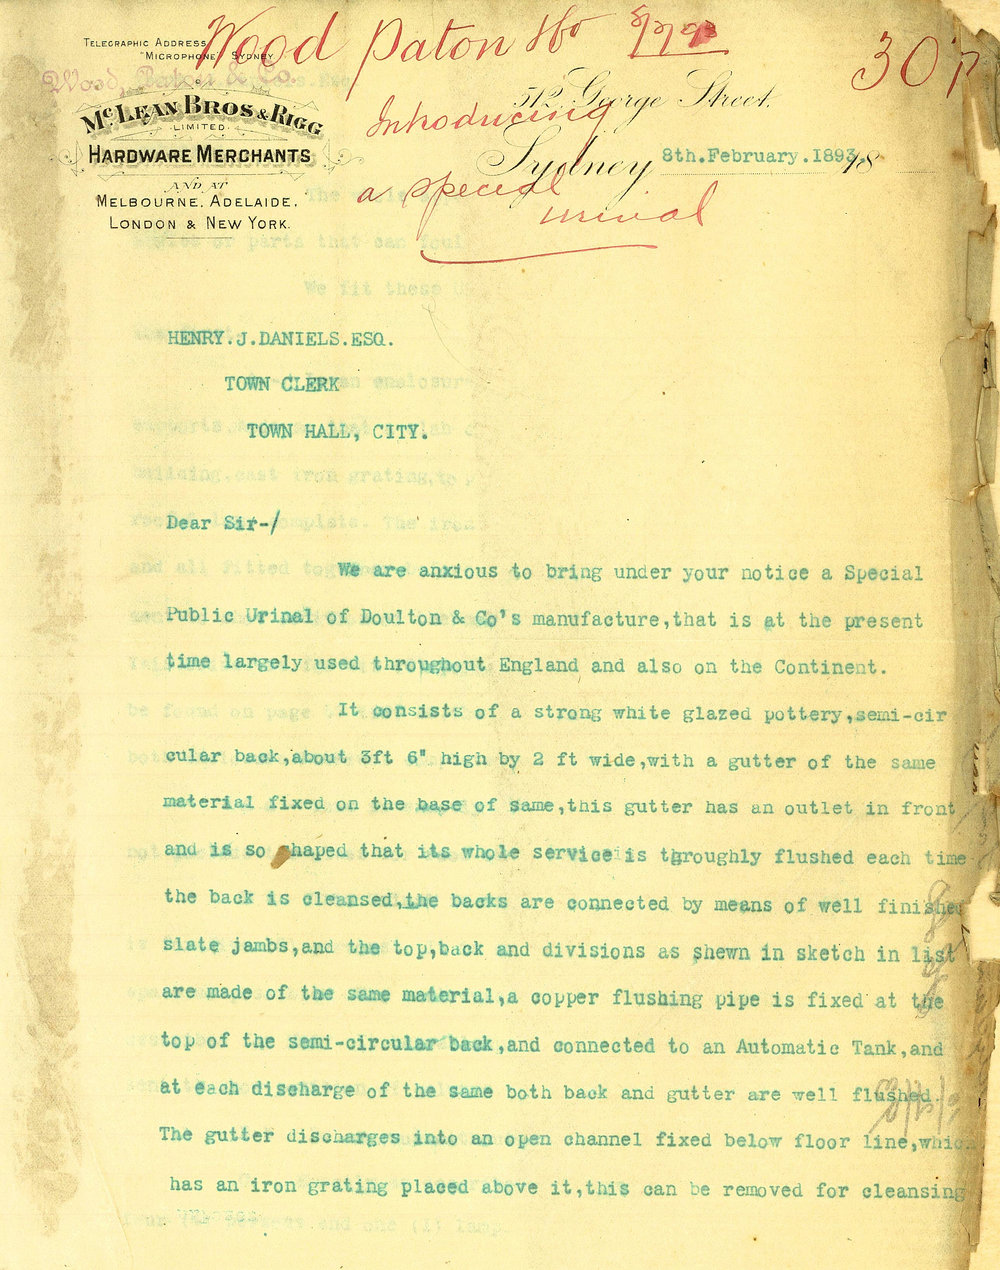 Wood Paton
30
TELEGRAPHIC ADDRESS
"MICROPHONE" SYDNEY
Wood, Paton & Co.
McLEAN BROS & RIGG
LIMITED.
HARDWARE MERCHANTS
AND AT
MELBOURNE, ADELAIDE,
LONDON & NEW YORK.
512, George Street.
Introducing
Sydney 8th.February.1893. 18
a special
urinal
HENRY.J.DANIELS.ESQ.
TOWN CLERK
TOWN HALL, CITY.
Dear Sir-/
We are anxious to bring under your notice a Special
Public Urinal of Doulton & Co's manufacture,that is at the present
time largely used throughout England and also on the Continent.
It consists of a strong white glazed pottery,semi-cir
cular back,about 3ft 6" high by 2 ft wide,with a gutter of the same
material fixed on the base of same,this gutter has an outlet in front
and is so shaped that its whole service is thoroughly flushed each time
the back is cleansed,the backs are connected by means of well finished
slate jambs,and the top,back and divisions as shewn in sketch in list
are made of the same material,a copper flushing pipe is fixed at the
top of the semi-circular back,and connected to an Automatic Tank,and
at each discharge of the same both back and gutter are well flushed.
The gutter discharges into an open channel fixed below floor line,which
has an iron grating placed above it,this can be removed for cleansing